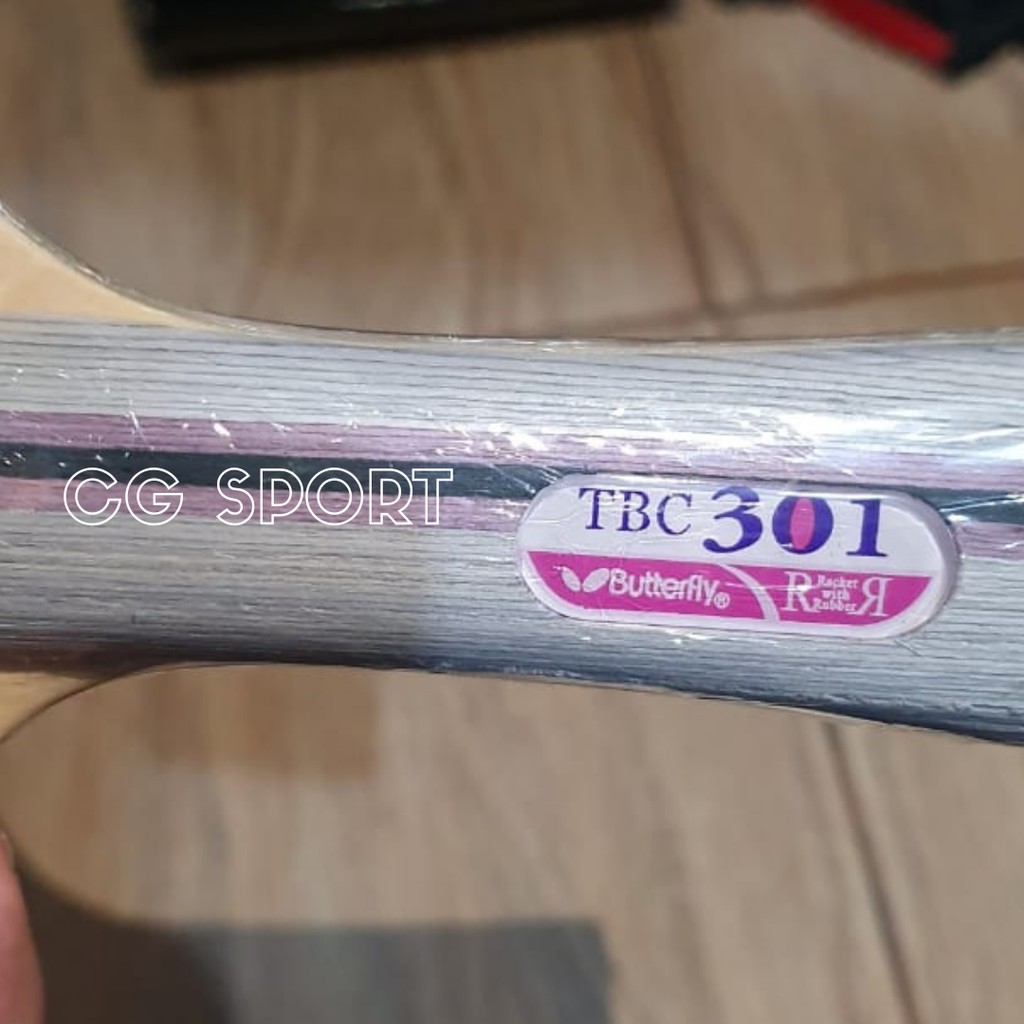 CG SPORT
TBC 301
Butterfly® R Racket with Rubber Я